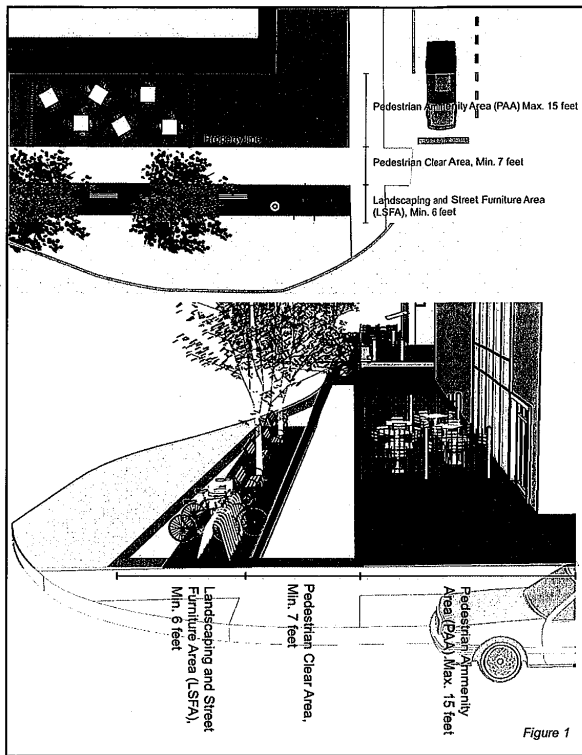 Pedestrian Ammenity Area (PAA) Max. 15 feet
Propertyline
Pedestrian Clear Area, Min. 7 feet
Landscaping and Street Furniture Area
(LSFA), Min. 6 feet
Landscaping and Street
Furniture Area (LSFA),
Min. 6 feet
Pedestrian Clear Area,
Min. 7 feet
Pedestrian Ammenity
Area (PAA) Max. 15 feet
Figure 1